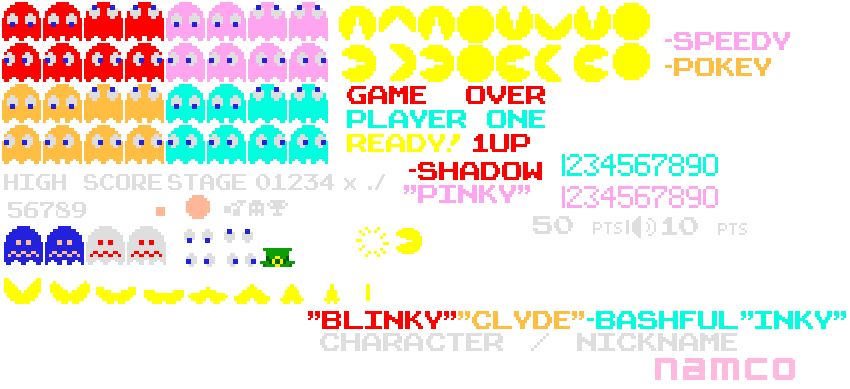 -SPEEDY
-POKEY
GAME OVER
PLAYER ONE
READY! 1UP
-SHADOW
1234567890
HIGH SCORE STAGE 01234 x ./
"PINKY"
1234567890
56789
50 PTS 10 PTS
"BLINKY" "CLYDE" -BASHFUL "INKY"
CHARACTER / NICKNAME
namco